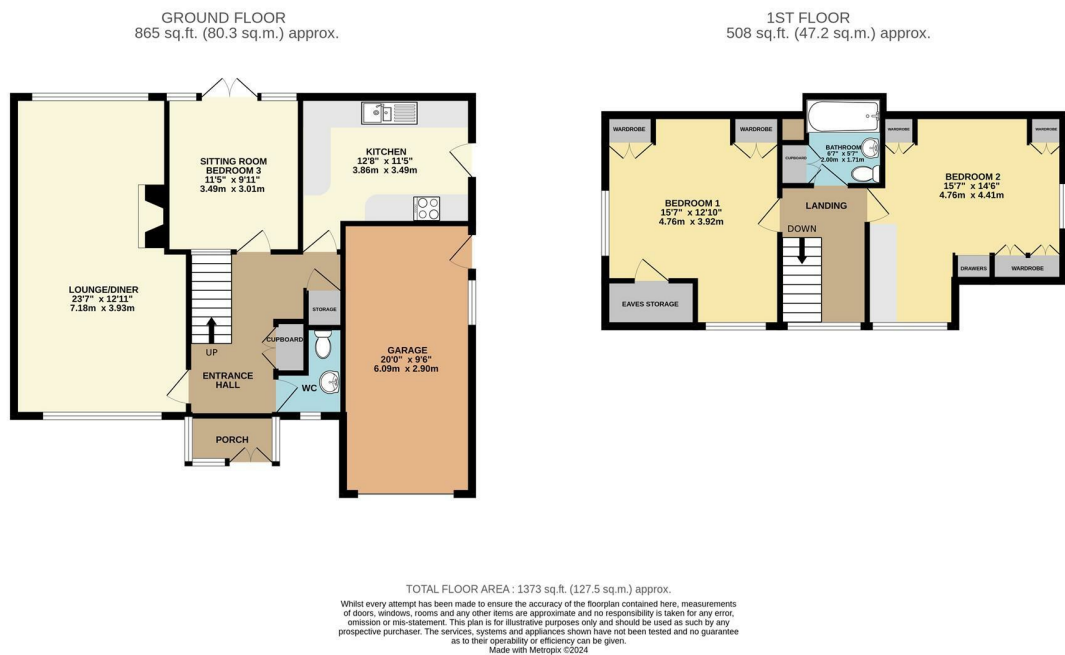 GROUND FLOOR
865 sq.ft. (80.3 sq.m.) approx.
1ST FLOOR
508 sq.ft. (47.2 sq.m.) approx.
SITTING ROOM
BEDROOM 3
11'5" x 9'11"
3.49m x 3.01m
KITCHEN
12'8" x 11'5"
3.86m x 3.49m
LOUNGE/DINER
23'7" x 12'11"
7.18m x 3.93m
UP
STORAGE
CUPBOARD
ENTRANCE
HALL
WC
GARAGE
20'0" x 9'6"
6.09m x 2.90m
PORCH
WARDROBE
WARDROBE
BEDROOM 1
15'7" x 12'10"
4.76m x 3.92m
EAVES STORAGE
CUPBOARD
BATHROOM
6'7" x 5'7"
2.00m x 1.71m
LANDING
DOWN
WARDROBE
WARDROBE
BEDROOM 2
15'7" x 14'6"
4.76m x 4.41m
DRAWERS
WARDROBE
TOTAL FLOOR AREA : 1373 sq.ft. (127.5 sq.m.) approx.
Whilst every attempt has been made to ensure the accuracy of the floorplan contained here, measurements
of doors, windows, rooms and any other items are approximate and no responsibility is taken for any error,
omission or mis-statement. This plan is for illustrative purposes only and should be used as such by any
prospective purchaser. The services, systems and appliances shown have not been tested and no guarantee
as to their operability or efficiency can be given.
Made with Metropix ©2024